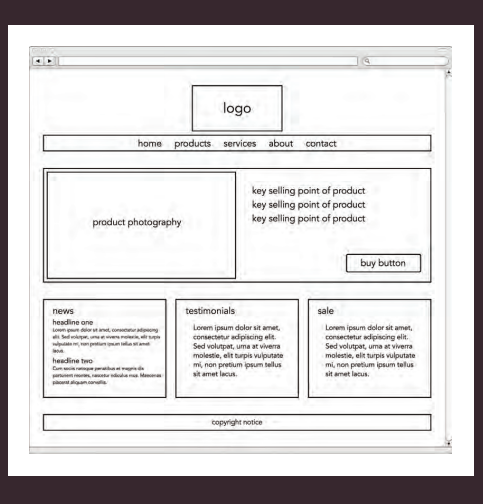 logo
home products services about contact
product photography
key selling point of product
key selling point of product
key selling point of product
buy button
news
headline one
Lorem ipsum dolor sit amet, consectetur adipiscing
elit. Sed volutpat, urna at viverra molestie, elit turpis
vulputate mi, non pretium ipsum tellus sit amet
lacus.
headline two
Cum sociis natoque penatibus et magnis dis
parturient montes, nascetur ridiculus mus. Maecenas
placerat aliquam convallis.
testimonials
Lorem ipsum dolor sit amet,
consectetur adipiscing elit.
Sed volutpat, urna at viverra
molestie, elit turpis vulputate
mi, non pretium ipsum tellus
sit amet lacus.
sale
Lorem ipsum dolor sit amet,
consectetur adipiscing elit.
Sed volutpat, urna at viverra
molestie, elit turpis vulputate
mi, non pretium ipsum tellus
sit amet lacus.
copyright notice